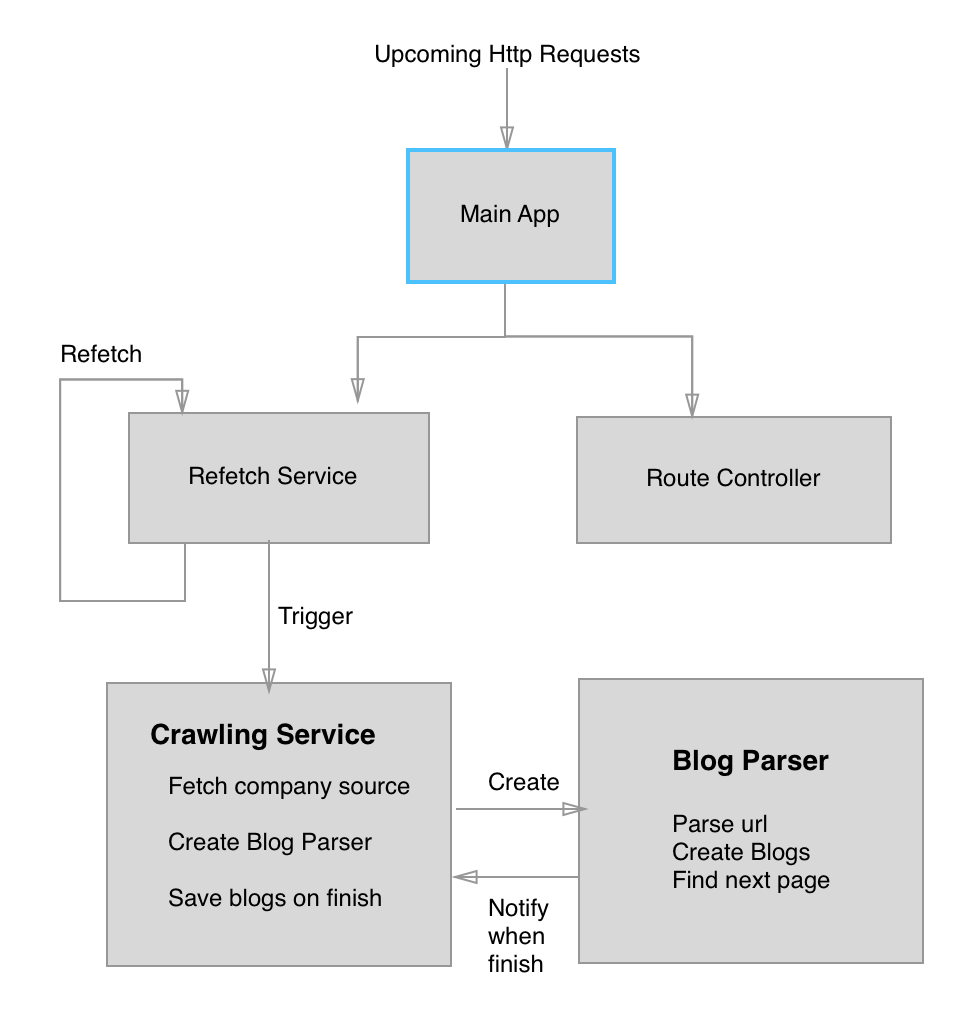 Upcoming Http Requests
Main App
Refetch
Refetch Service
Route Controller
Trigger
Crawling Service
Fetch company source
Create Blog Parser
Save blogs on finish
Create
Notify
when
finish
Blog Parser
Parse url
Create Blogs
Find next page